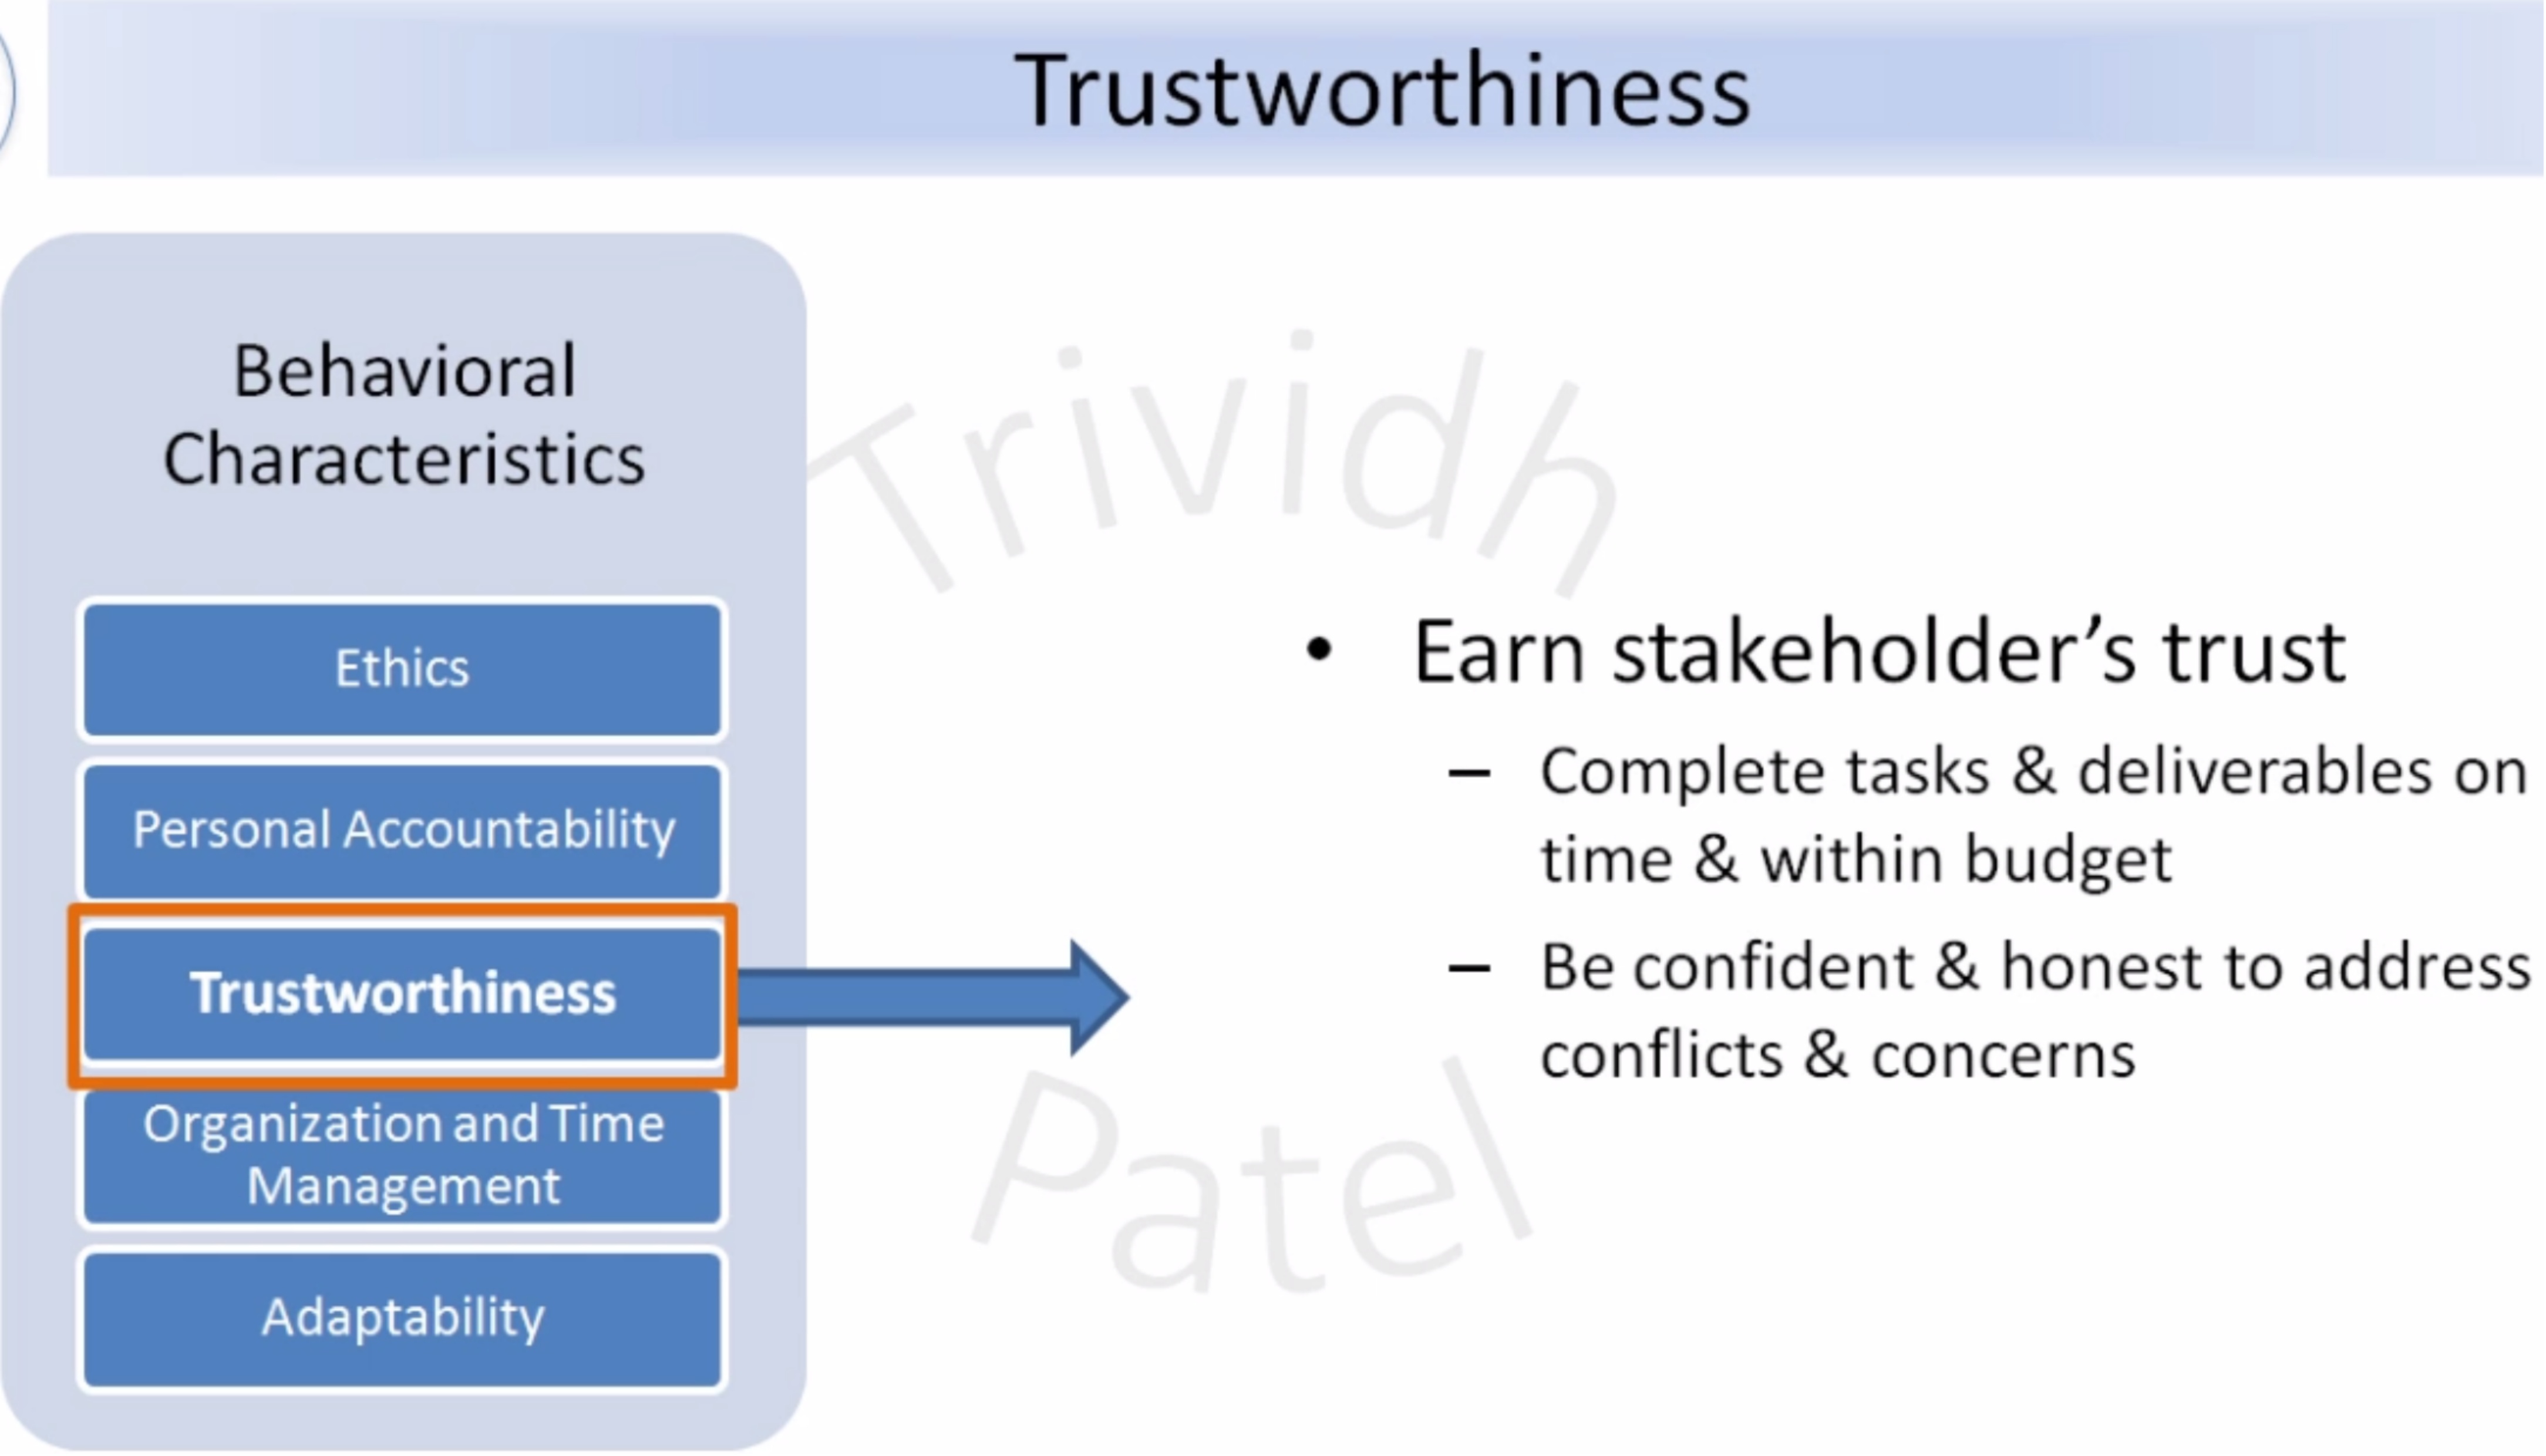 Trustworthiness
Behavioral
Characteristics
Ethics
Personal Accountability
Trustworthiness
Organization and Time
Management
Adaptability
Trividh
Patel
• Earn stakeholder’s trust
– Complete tasks & deliverables on
time & within budget
– Be confident & honest to address
conflicts & concerns